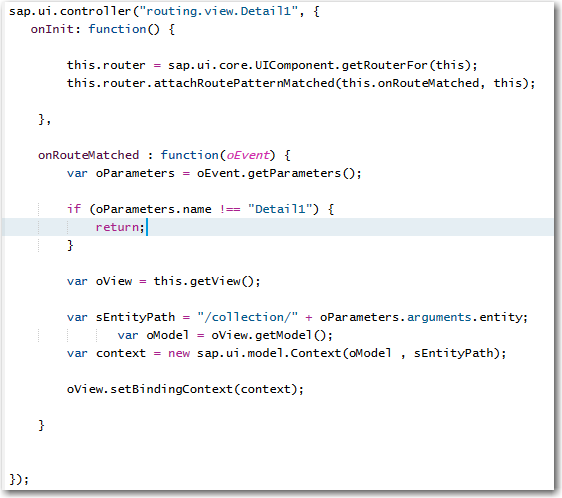 sap.ui.controller("routing.view.Detail1", {
   onInit: function() {
        this.router = sap.ui.core.UIComponent.getRouterFor(this);
        this.router.attachRoutePatternMatched(this.onRouteMatched, this);
    },
    onRouteMatched : function(oEvent) {
        var oParameters = oEvent.getParameters();
        if (oParameters.name !== "Detail1") {
            return;
        }
        var oView = this.getView();
        var sEntityPath = "/collection/" + oParameters.arguments.entity;
               var oModel = oView.getModel();
        var context = new sap.ui.model.Context(oModel , sEntityPath);
        oView.setBindingContext(context);
    }
});